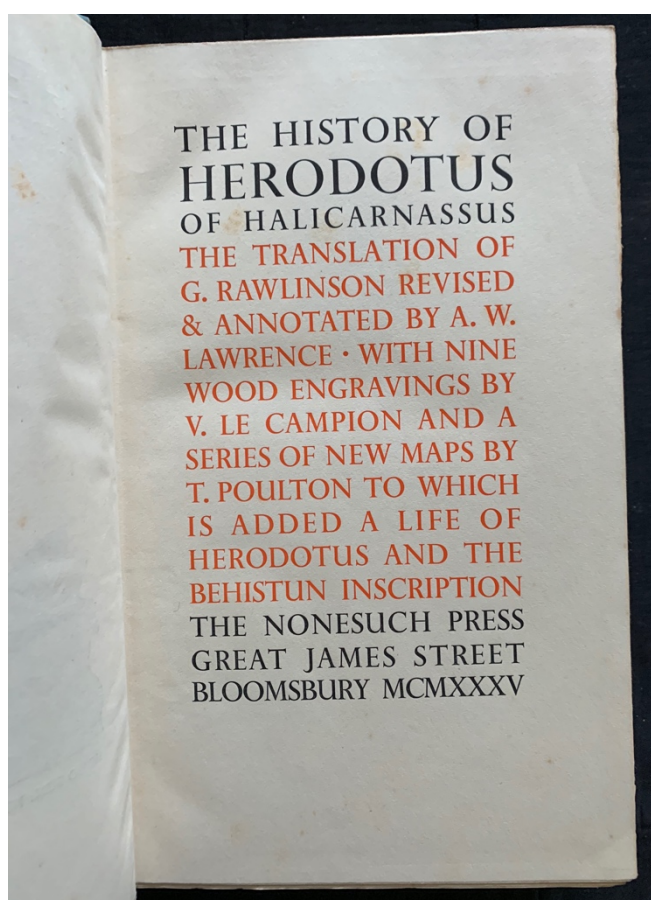 THE HISTORY OF
HERODOTUS
OF HALICARNASSUS
THE TRANSLATION OF
G. RAWLINSON REVISED
& ANNOTATED BY A. W.
LAWRENCE · WITH NINE
WOOD ENGRAVINGS BY
V. LE CAMPION AND A
SERIES OF NEW MAPS BY
T. POULTON TO WHICH
IS ADDED A LIFE OF
HERODOTUS AND THE
BEHISTUN INSCRIPTION
THE NONESUCH PRESS
GREAT JAMES STREET
BLOOMSBURY MCMXXXV